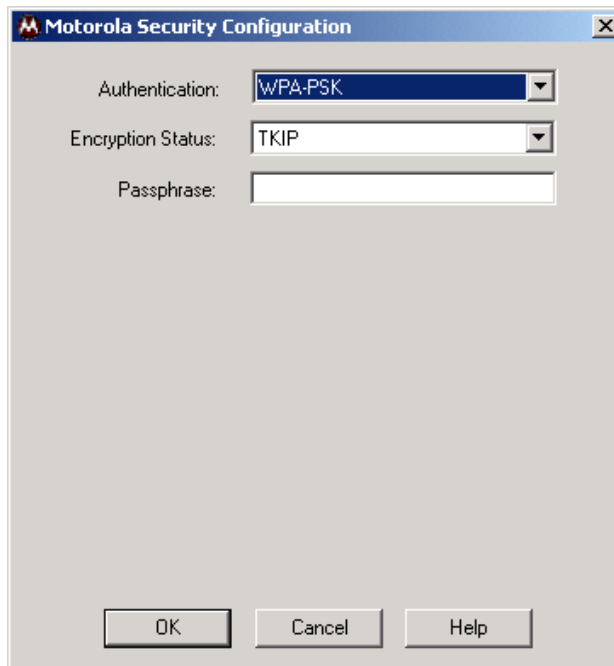 Motorola Security Configuration
Authentication: WPA-PSK
Encryption Status: TKIP
Passphrase:
OK Cancel Help